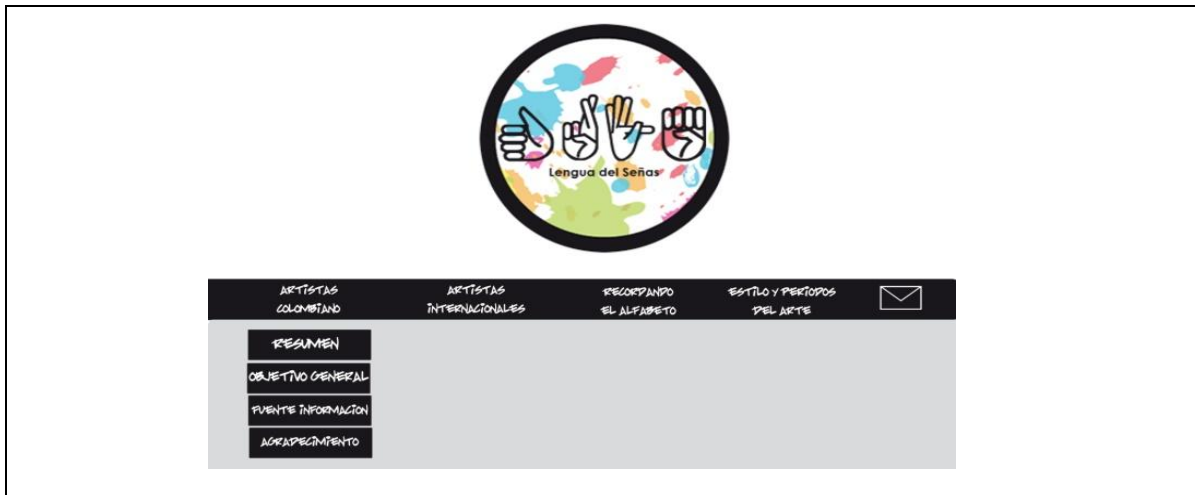 Lengua del Señas
ARTISTAS
COLOMBIANO
ARTISTAS
INTERNACIONALES
RECORDANDO
EL ALFABETO
ESTILO Y PERIODOS
DEL ARTE
RESUMEN
OBJETIVO GENERAL
FUENTE INFORMACION
AGRADECIMIENTO